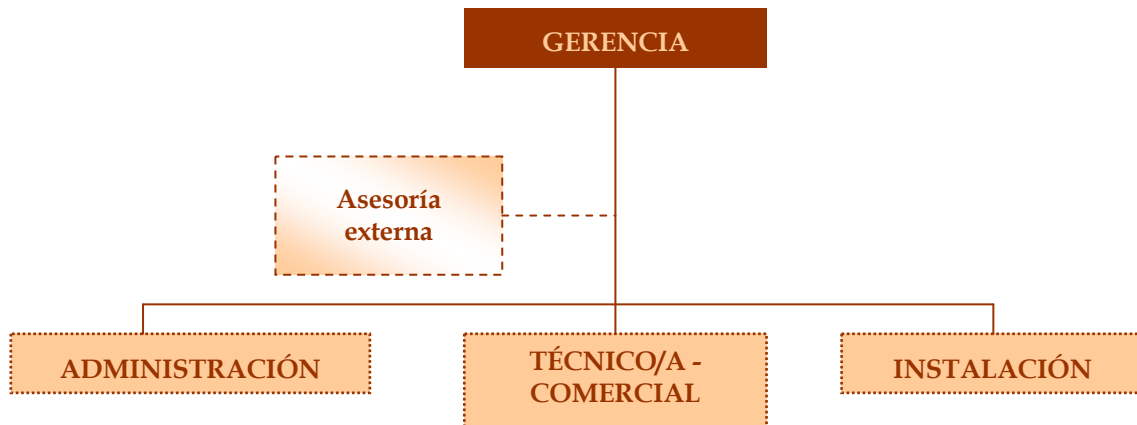 GERENCIA
Asesoría
externa
ADMINISTRACIÓN
TÉCNICO/A -
COMERCIAL
INSTALACIÓN